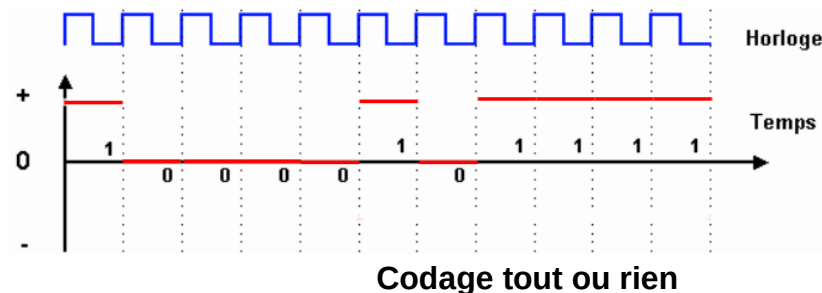 Horloge
+
Temps
1 1 1 1 1 1
0
0 0 0 0 0
-
Codage tout ou rien